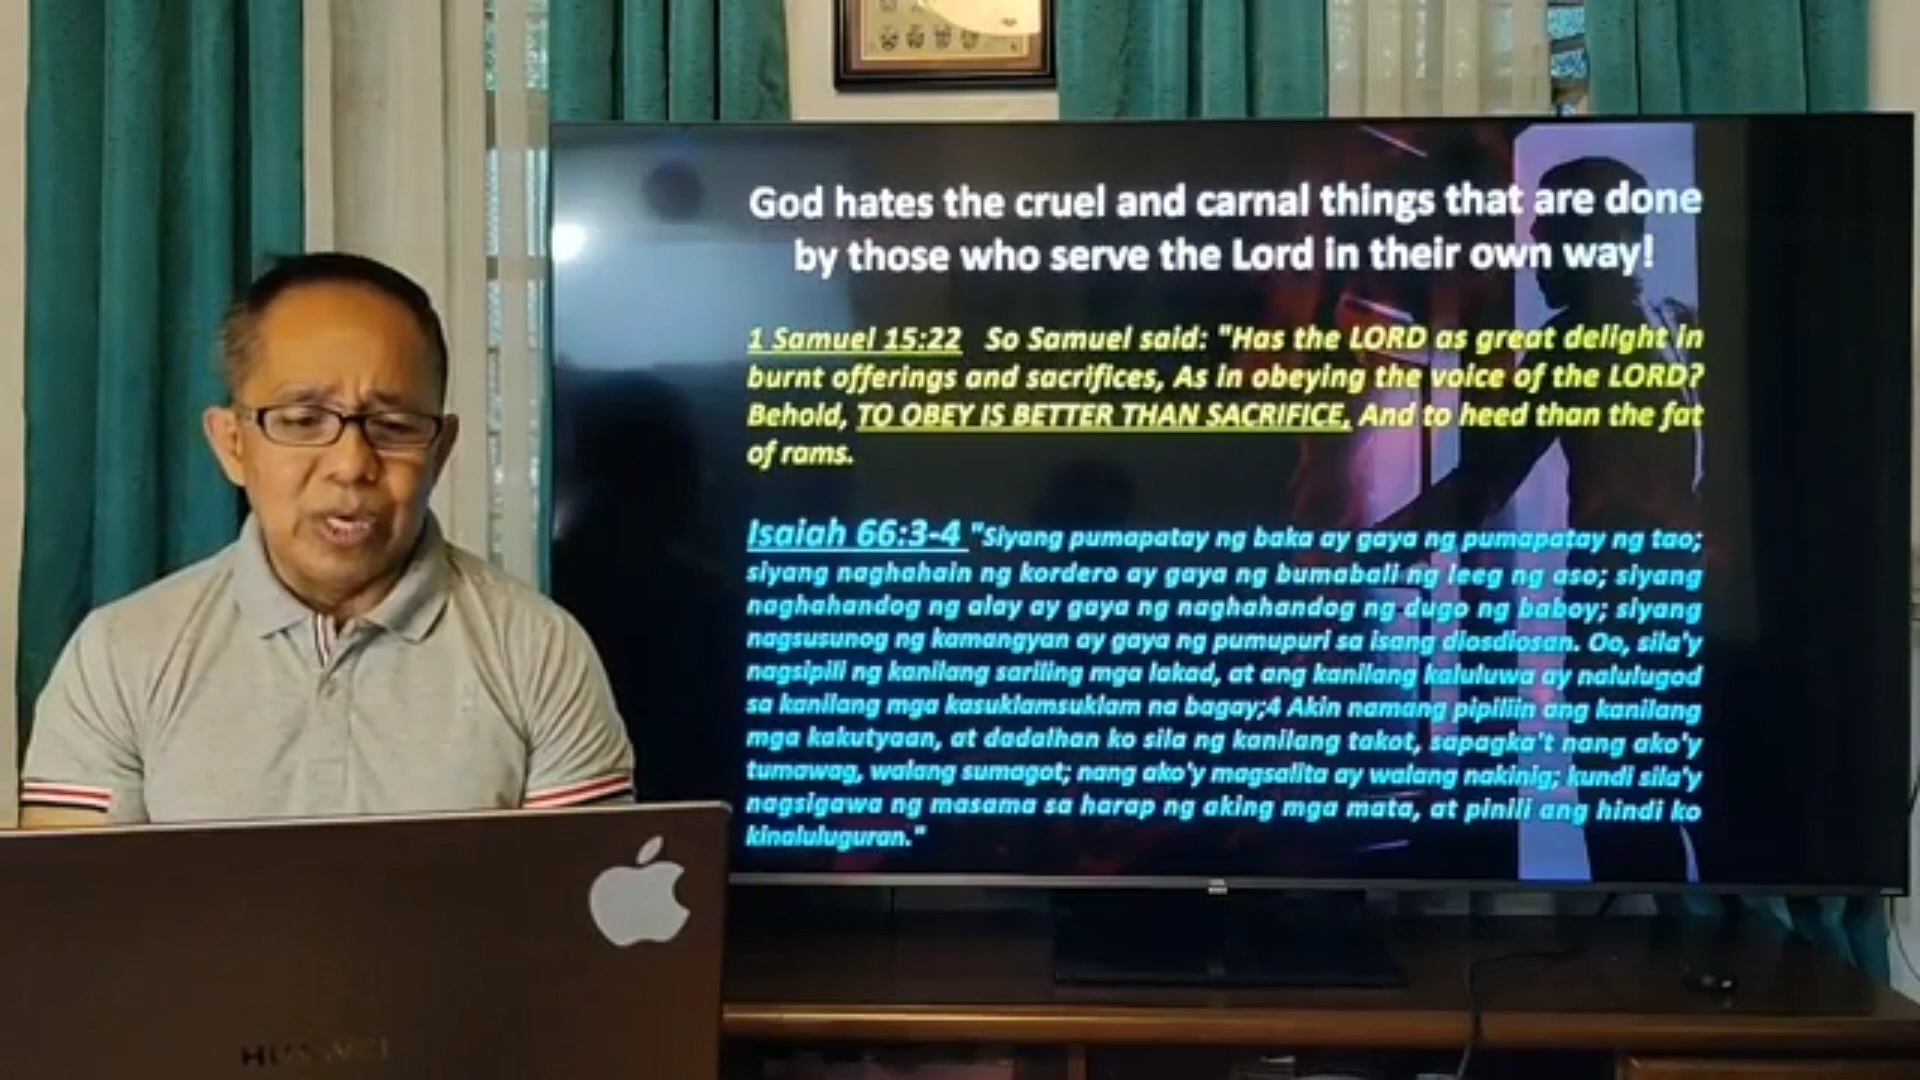 God hates the cruel and carnal things that are done
by those who serve the Lord in their own way!
1 Samuel 15:22 So Samuel said: "Has the LORD as great delight in
burnt offerings and sacrifices, As in obeying the voice of the LORD?
Behold, TO OBEY IS BETTER THAN SACRIFICE, And to heed than the fat
of rams.
Isaiah 66:3-4 "Siyang pumapatay ng baka ay gaya ng pumapatay ng tao;
siyang naghahain ng kordero ay gaya ng bumabali ng leeg ng aso; siyang
naghahandog ng alay ay gaya ng naghahandog ng dugo ng baboy; siyang
nagsusunog ng kamangyan ay gaya ng pumupuri sa isang diosdiosan. Oo, sila'y
nagsipili ng kanilang sariling mga lakad, at ang kanilang kaluluwa ay nalulugod
sa kanilang mga kasuklamsuklam na bagay;4 Akin namang pipiliin ang kanilang
mga kakutyaan, at dadalhan ko sila ng kanilang takot, sapagka't nang ako'y
tumawag, walang sumagot; nang ako'y magsalita ay walang nakinig; kundi sila'y
nagsigawa ng masama sa harap ng aking mga mata, at pinili ang hindi ko
kinaluluguran."
HUAWEI